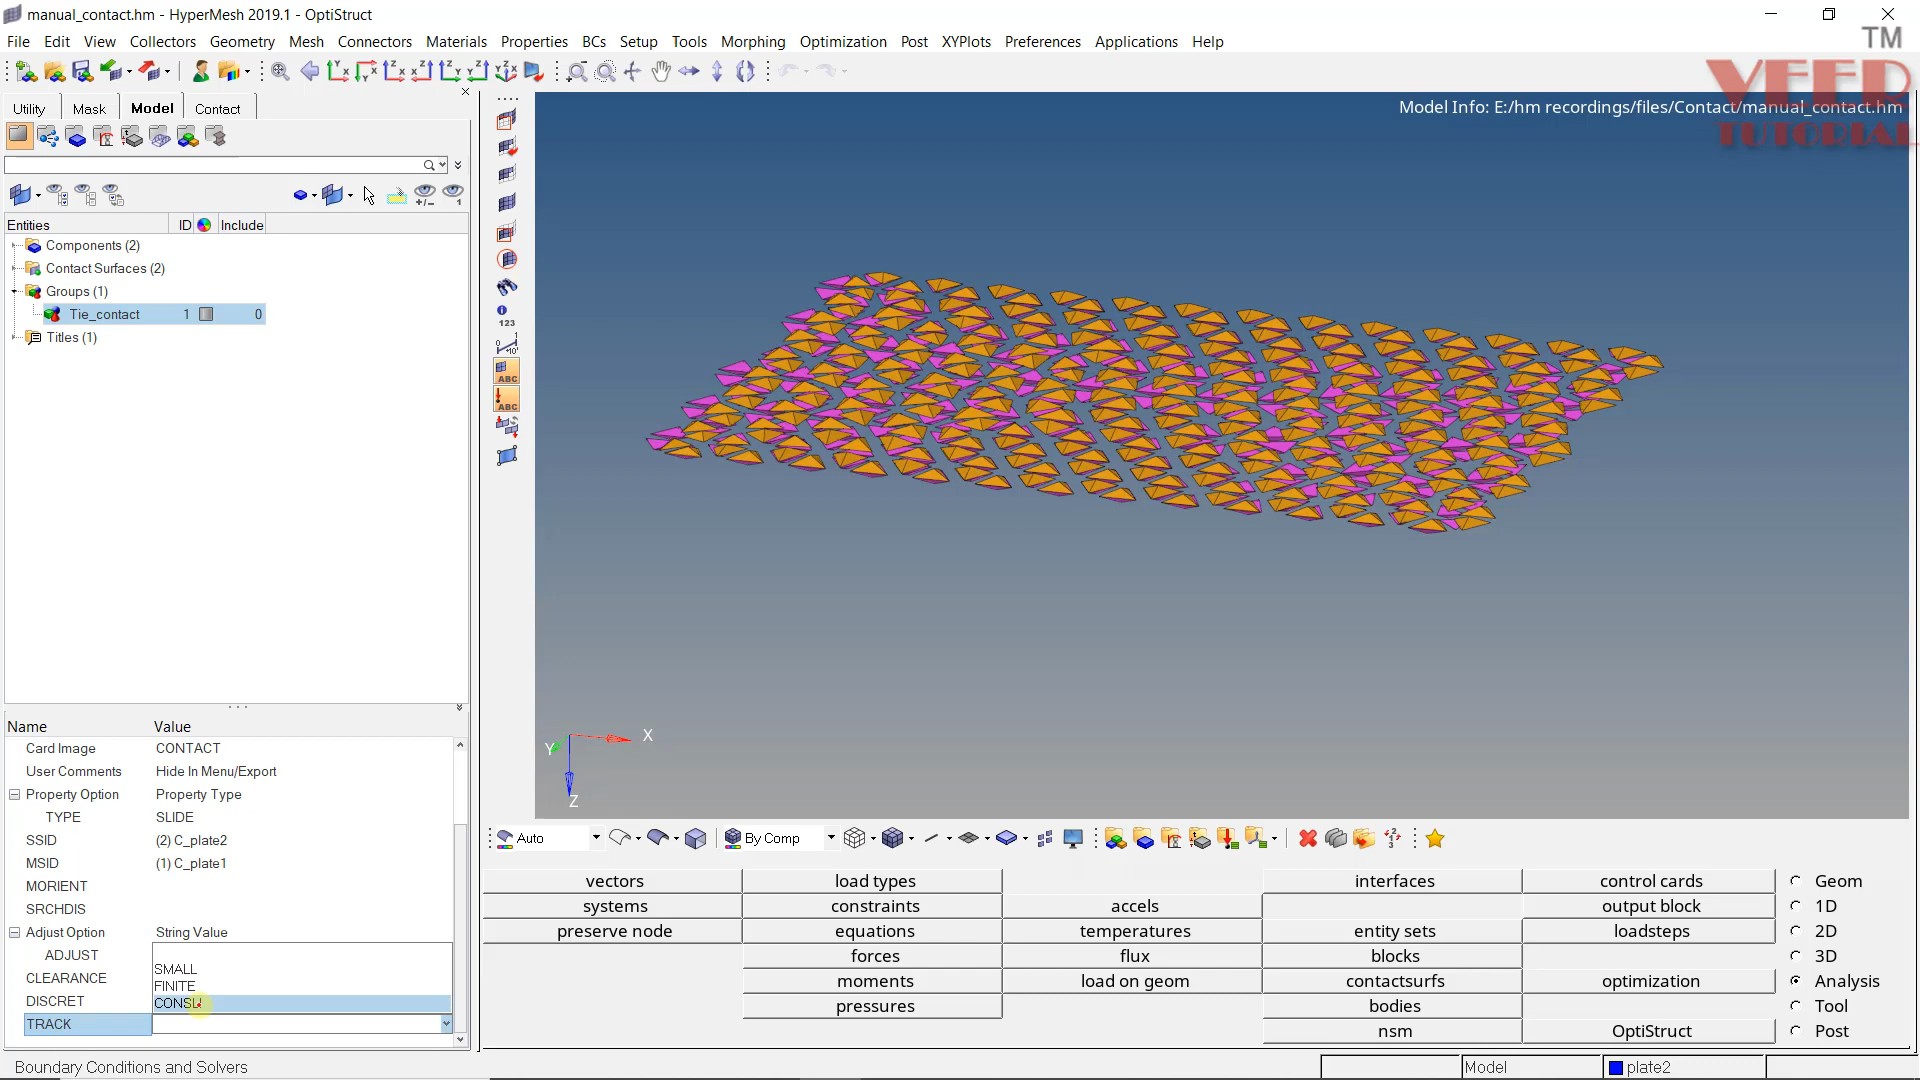 manual_contact.hm - HyperMesh 2019.1 - OptiStruct
File Edit View Collectors Geometry Mesh Connectors Materials Properties BCs Setup Tools Morphing Optimization Post XYPlots Preferences Applications Help
TM
VEER
TUTORIAL
Utility Mask Model Contact
Model Info: E:/hm recordings/files/Contact/manual_contact.hm
Entities ID Include
Components (2)
Contact Surfaces (2)
Groups (1)
Tie_contact 1 0
Titles (1)
123
ABC
ABC
X
Y
Z
Name Value
Card Image CONTACT
User Comments Hide In Menu/Export
Property Option Property Type
TYPE SLIDE
SSID (2) C_plate2
MSID (1) C_plate1
MORIENT
SRCHDIS
Adjust Option String Value
ADJUST
CLEARANCE
DISCRET
TRACK
SMALL
FINITE
CONSLI
Auto By Comp
vectors load types interfaces control cards Geom
systems constraints accels output block 1D
preserve node equations temperatures entity sets loadsteps 2D
forces flux blocks 3D
moments load on geom contactsurfs optimization Analysis
pressures bodies Tool
nsm OptiStruct Post
Boundary Conditions and Solvers Model plate2